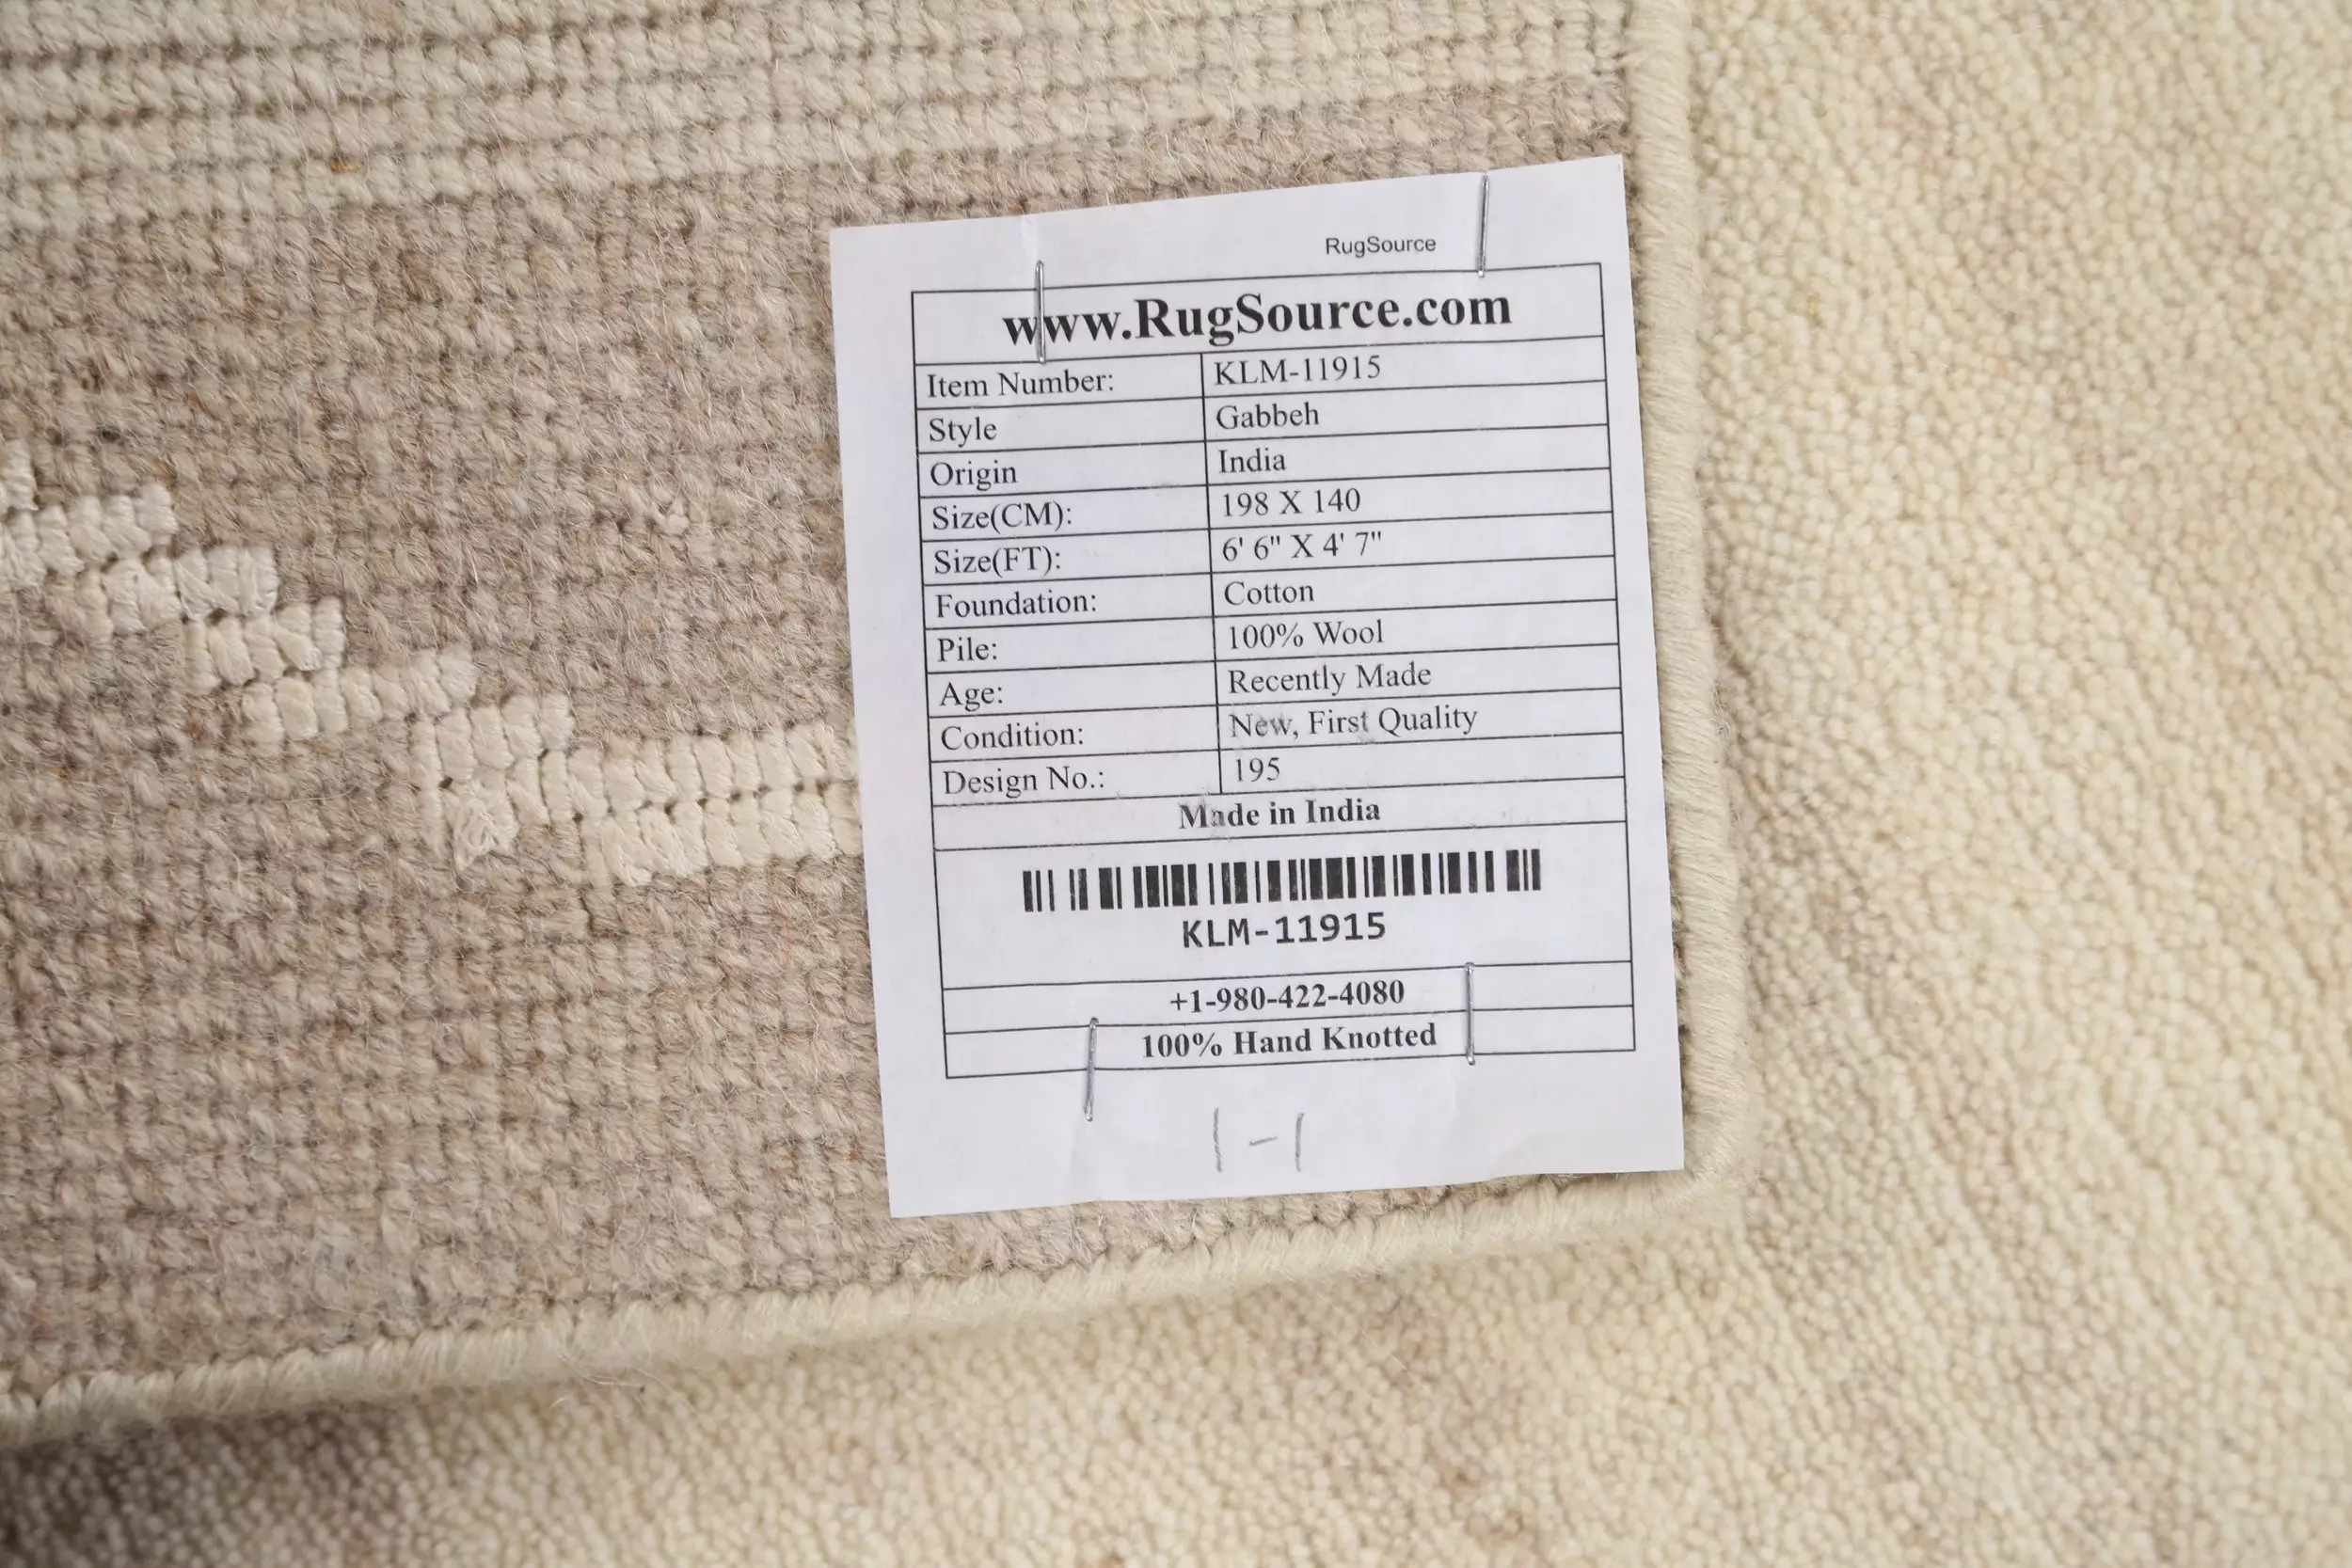 RugSource
www.RugSource.com
Item Number: KLM-11915
Style Gabbeh
Origin India
Size(CM): 198 X 140
Size(FT): 6' 6" X 4' 7"
Foundation: Cotton
Pile: 100% Wool
Age: Recently Made
Condition: New, First Quality
Design No.: 195
Made in India
KLM-11915
+1-980-422-4080
100% Hand Knotted
1-1